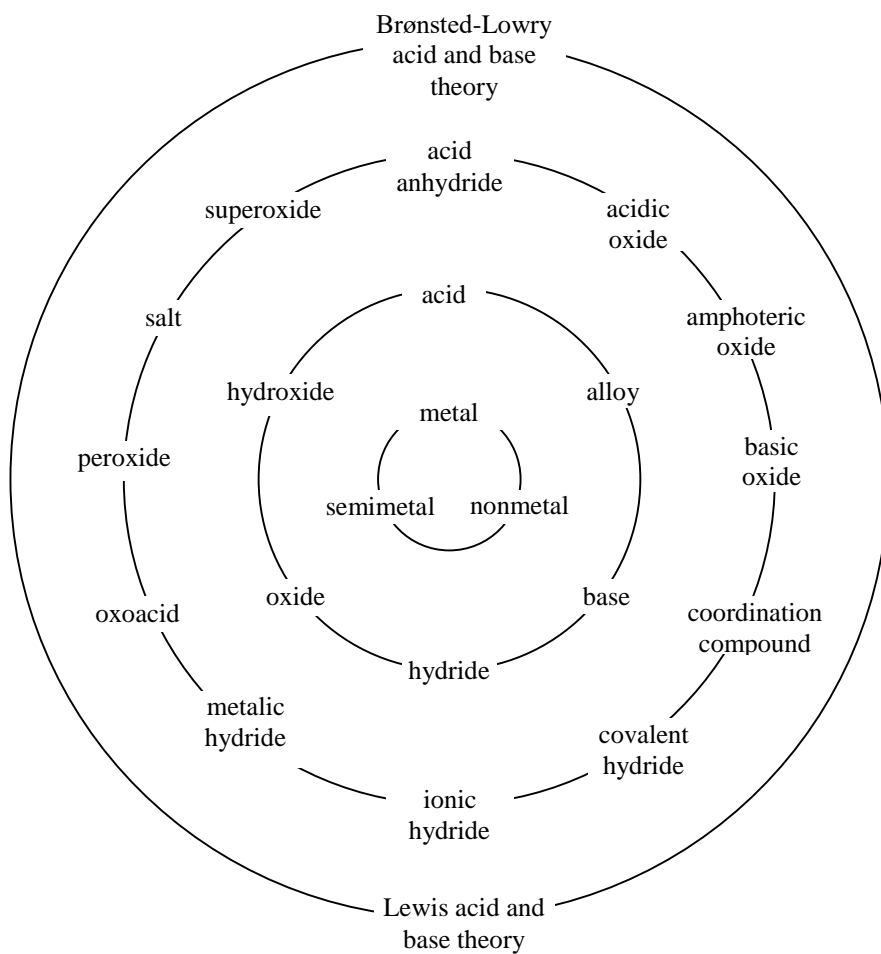 Brønsted-Lowry
acid and base
theory
acid
anhydride
superoxide
acidic
oxide
salt
acid
amphoteric
oxide
hydroxide
alloy
metal
peroxide
basic
oxide
semimetal
nonmetal
oxide
base
oxoacid
coordination
compound
hydride
metalic
hydride
covalent
hydride
ionic
hydride
Lewis acid and
base theory